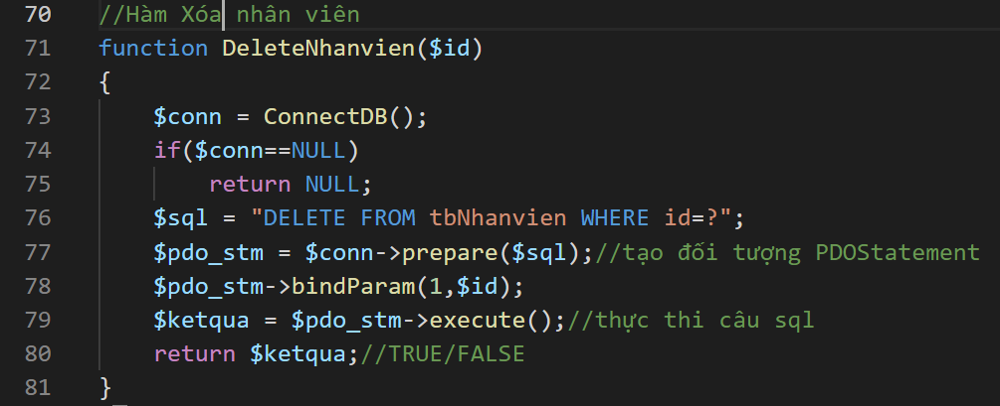 70 //Hàm Xóa nhân viên
71 function DeleteNhanvien($id)
72 {
73     $conn = ConnectDB();
74     if($conn==NULL)
75         return NULL;
76     $sql = "DELETE FROM tbNhanvien WHERE id=?";
77     $pdo_stm = $conn->prepare($sql);//tạo đối tượng PDOStatement
78     $pdo_stm->bindParam(1,$id);
79     $ketqua = $pdo_stm->execute();//thực thi câu sql
80     return $ketqua;//TRUE/FALSE
81 }